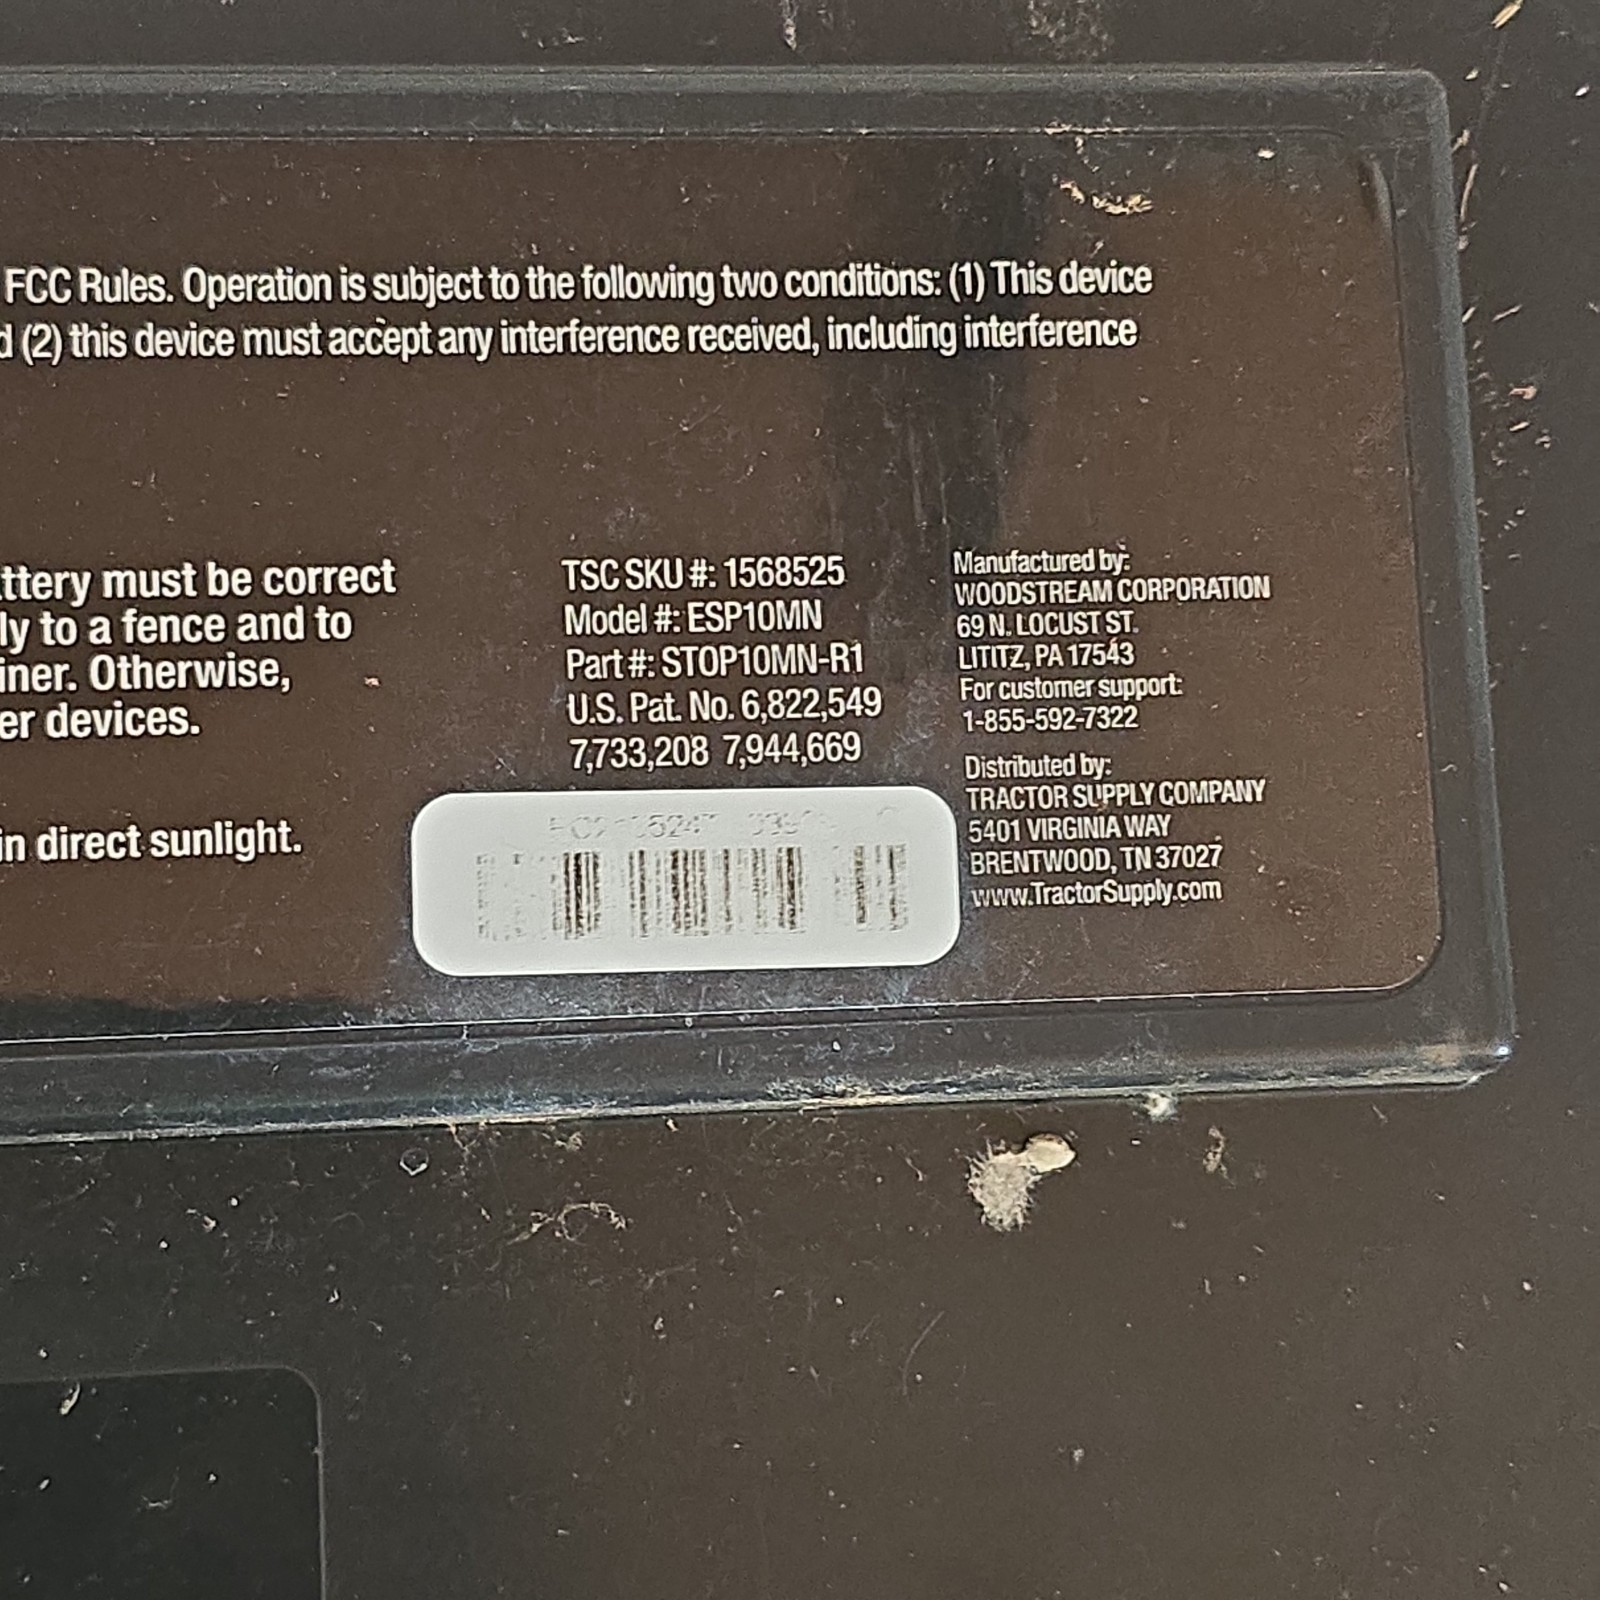 FCC Rules. Operation is subject to the following two conditions: (1) This device
(2) this device must accept any interference received, including interference
must be correct
to a fence and to
Otherwise,
devices.
in direct sunlight.
TSC SKU #: 1568525
Model #: ESP10MN
Part #: STOP10MN-R1
U.S. Pat. No. 6,822,549
7,733,208 7,944,669
Manufactured by:
WOODSTREAM CORPORATION
69 N. LOCUST ST.
LITITZ, PA 17543
For customer support:
1-855-592-7322
Distributed by:
TRACTOR SUPPLY COMPANY
5401 VIRGINIA WAY
BRENTWOOD, TN 37027
www.TractorSupply.com